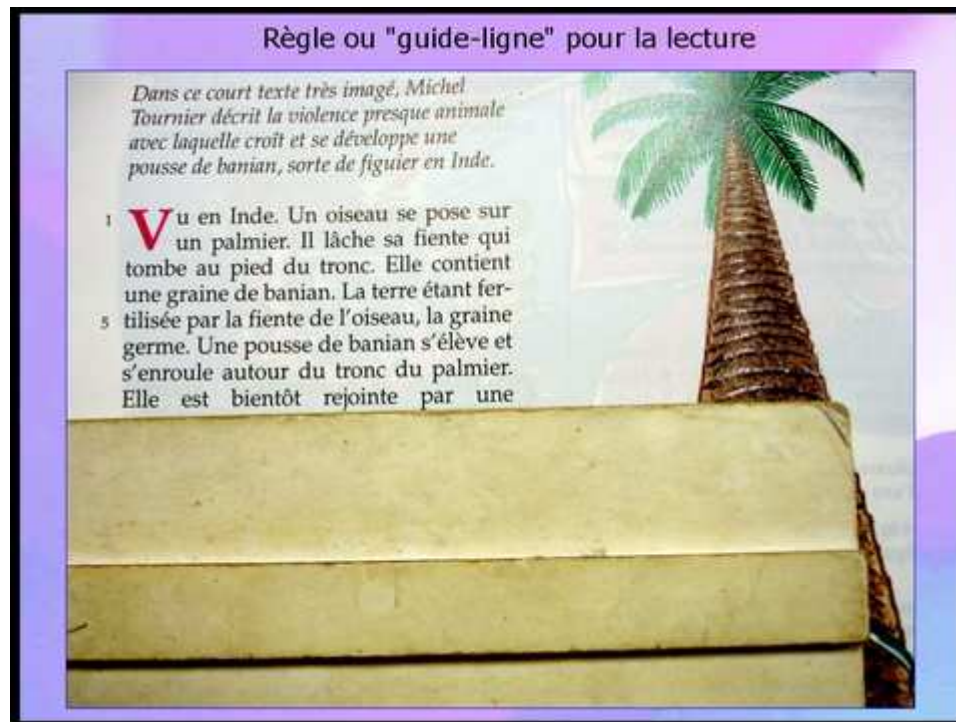 Règle ou "guide-ligne" pour la lecture
Dans ce court texte très imagé, Michel
Tournier décrit la violence presque animale
avec laquelle croît et se développe une
pousse de banian, sorte de figuier en Inde.
1 Vu en Inde. Un oiseau se pose sur
un palmier. Il lâche sa fiente qui
tombe au pied du tronc. Elle contient
une graine de banian. La terre étant fer-
5 tilisée par la fiente de l'oiseau, la graine
germe. Une pousse de banian s'élève et
s'enroule autour du tronc du palmier.
Elle est bientôt rejointe par une